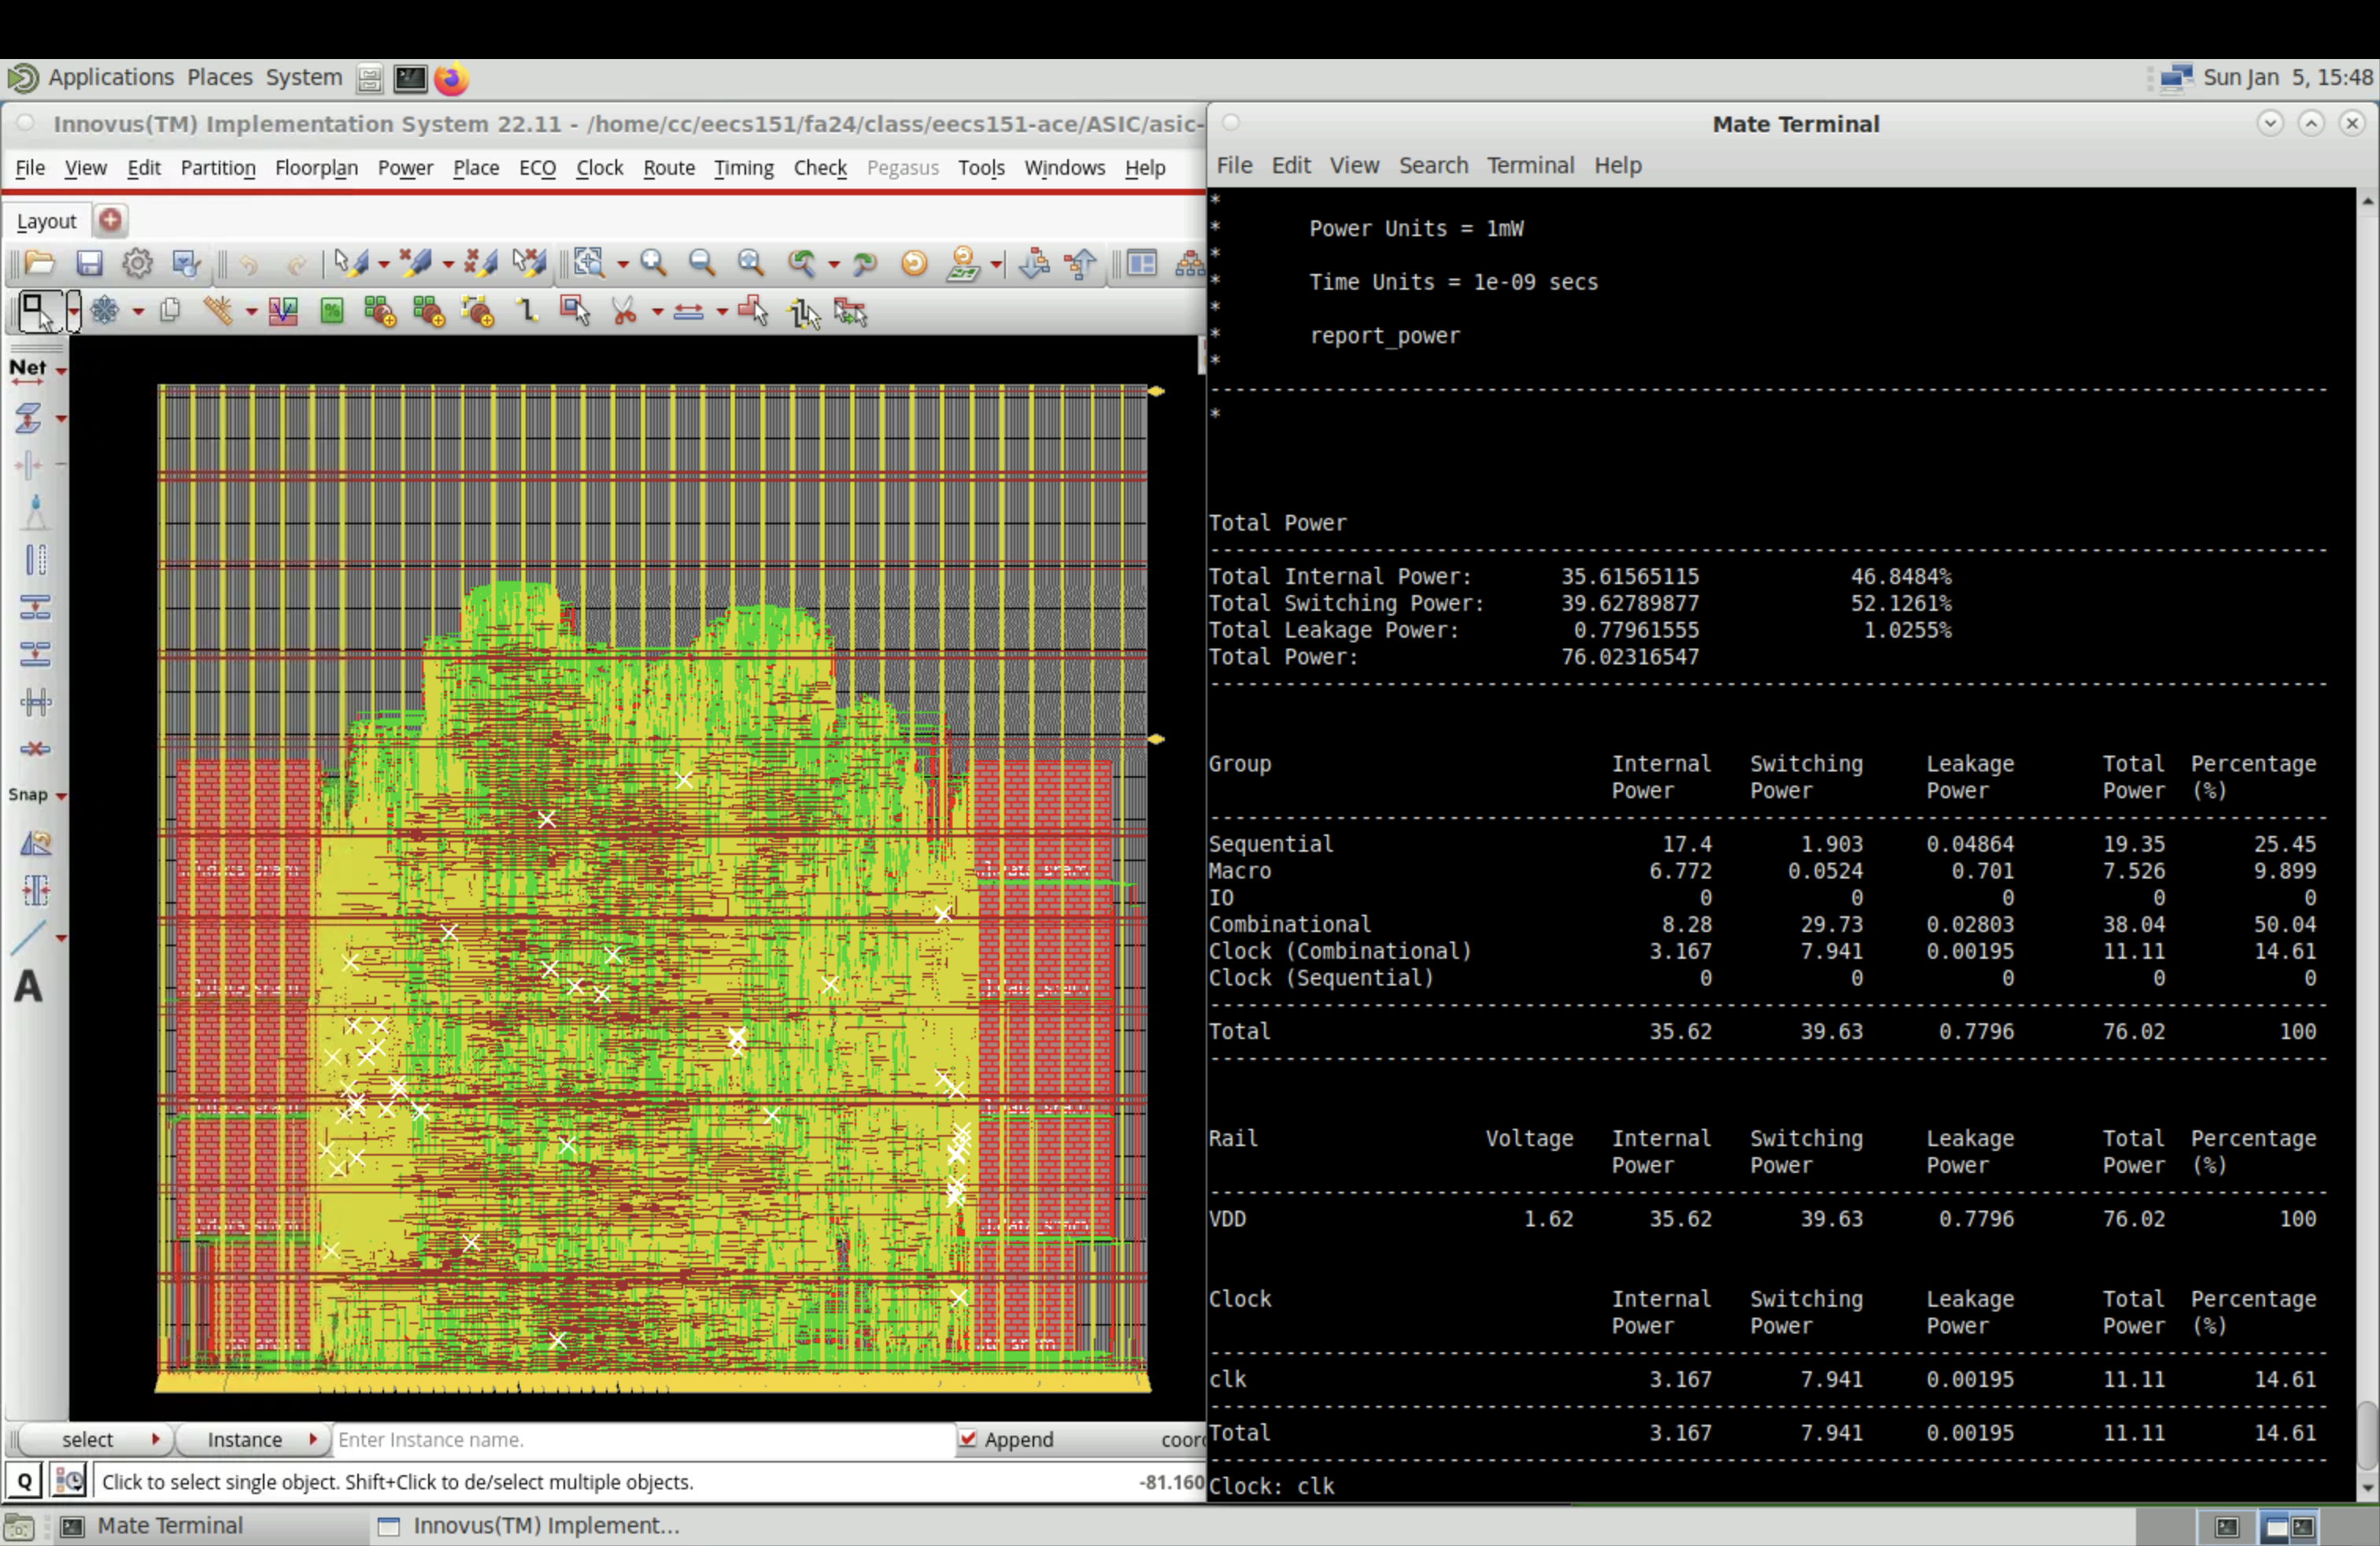 Applications Places System Sun Jan 5, 15:48
Innovus(TM) Implementation System 22.11 - /home/cc/eecs151/fa24/class/eecs151-ace/ASIC/asic-
File View Edit Partition Floorplan Power Place ECO Clock Route Timing Check Pegasus Tools Windows Help
Layout
Net
Snap
A
select Instance Enter Instance name. Append coor
Q Click to select single object. Shift+Click to de/select multiple objects. -81.160
Mate Terminal
File Edit View Search Terminal Help
*
* Power Units = 1mW
*
* Time Units = 1e-09 secs
*
* report_power
*
--------------------------------------------------------------------------------
*
Total Power
--------------------------------------------------------------------------------
Total Internal Power: 35.61565115 46.8484%
Total Switching Power: 39.62789877 52.1261%
Total Leakage Power: 0.77961555 1.0255%
Total Power: 76.02316547
--------------------------------------------------------------------------------
Group Internal Switching Leakage Total Percentage
Power Power Power Power (%)
--------------------------------------------------------------------------------
Sequential 17.4 1.903 0.04864 19.35 25.45
Macro 6.772 0.0524 0.701 7.526 9.899
IO 0 0 0 0 0
Combinational 8.28 29.73 0.02803 38.04 50.04
Clock (Combinational) 3.167 7.941 0.00195 11.11 14.61
Clock (Sequential) 0 0 0 0 0
--------------------------------------------------------------------------------
Total 35.62 39.63 0.7796 76.02 100
--------------------------------------------------------------------------------
Rail Voltage Internal Switching Leakage Total Percentage
Power Power Power Power (%)
--------------------------------------------------------------------------------
VDD 1.62 35.62 39.63 0.7796 76.02 100
Clock Internal Switching Leakage Total Percentage
Power Power Power Power (%)
--------------------------------------------------------------------------------
clk 3.167 7.941 0.00195 11.11 14.61
--------------------------------------------------------------------------------
Total 3.167 7.941 0.00195 11.11 14.61
--------------------------------------------------------------------------------
Clock: clk
Mate Terminal Innovus(TM) Implement...